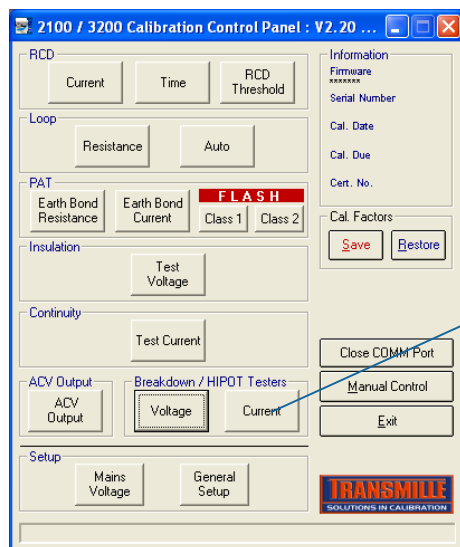 2100 / 3200 Calibration Control Panel : V2.20 ...
RCD
Current
Time
RCD
Threshold
Loop
Resistance
Auto
PAT
Earth Bond
Resistance
Earth Bond
Current
FLASH
Class 1
Class 2
Insulation
Test
Voltage
Continuity
Test Current
ACV Output
ACV
Output
Breakdown / HIPOT Testers
Voltage
Current
Setup
Mains
Voltage
General
Setup
Information
Firmware
*******
Serial Number
Cal. Date
Cal. Due
Cert. No.
Cal. Factors
Save
Restore
Close COMM Port
Manual Control
Exit
TRANSMILLE
SOLUTIONS IN CALIBRATION